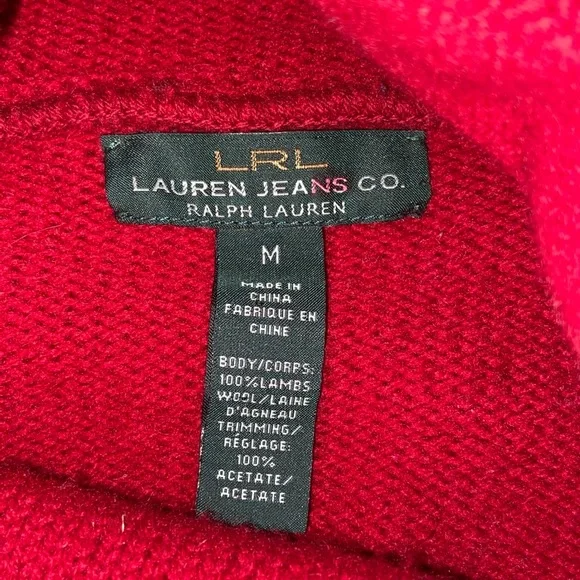 LRL
LAUREN JEANS CO.
RALPH LAUREN
M
MADE IN
CHINA
FABRIQUE EN
CHINE
BODY/CORPS:
100%LAMBS
WOOL/LAINE
D'AGNEAU
TRIMMING/
RÉGLAGE:
100%
ACETATE/
ACETATE